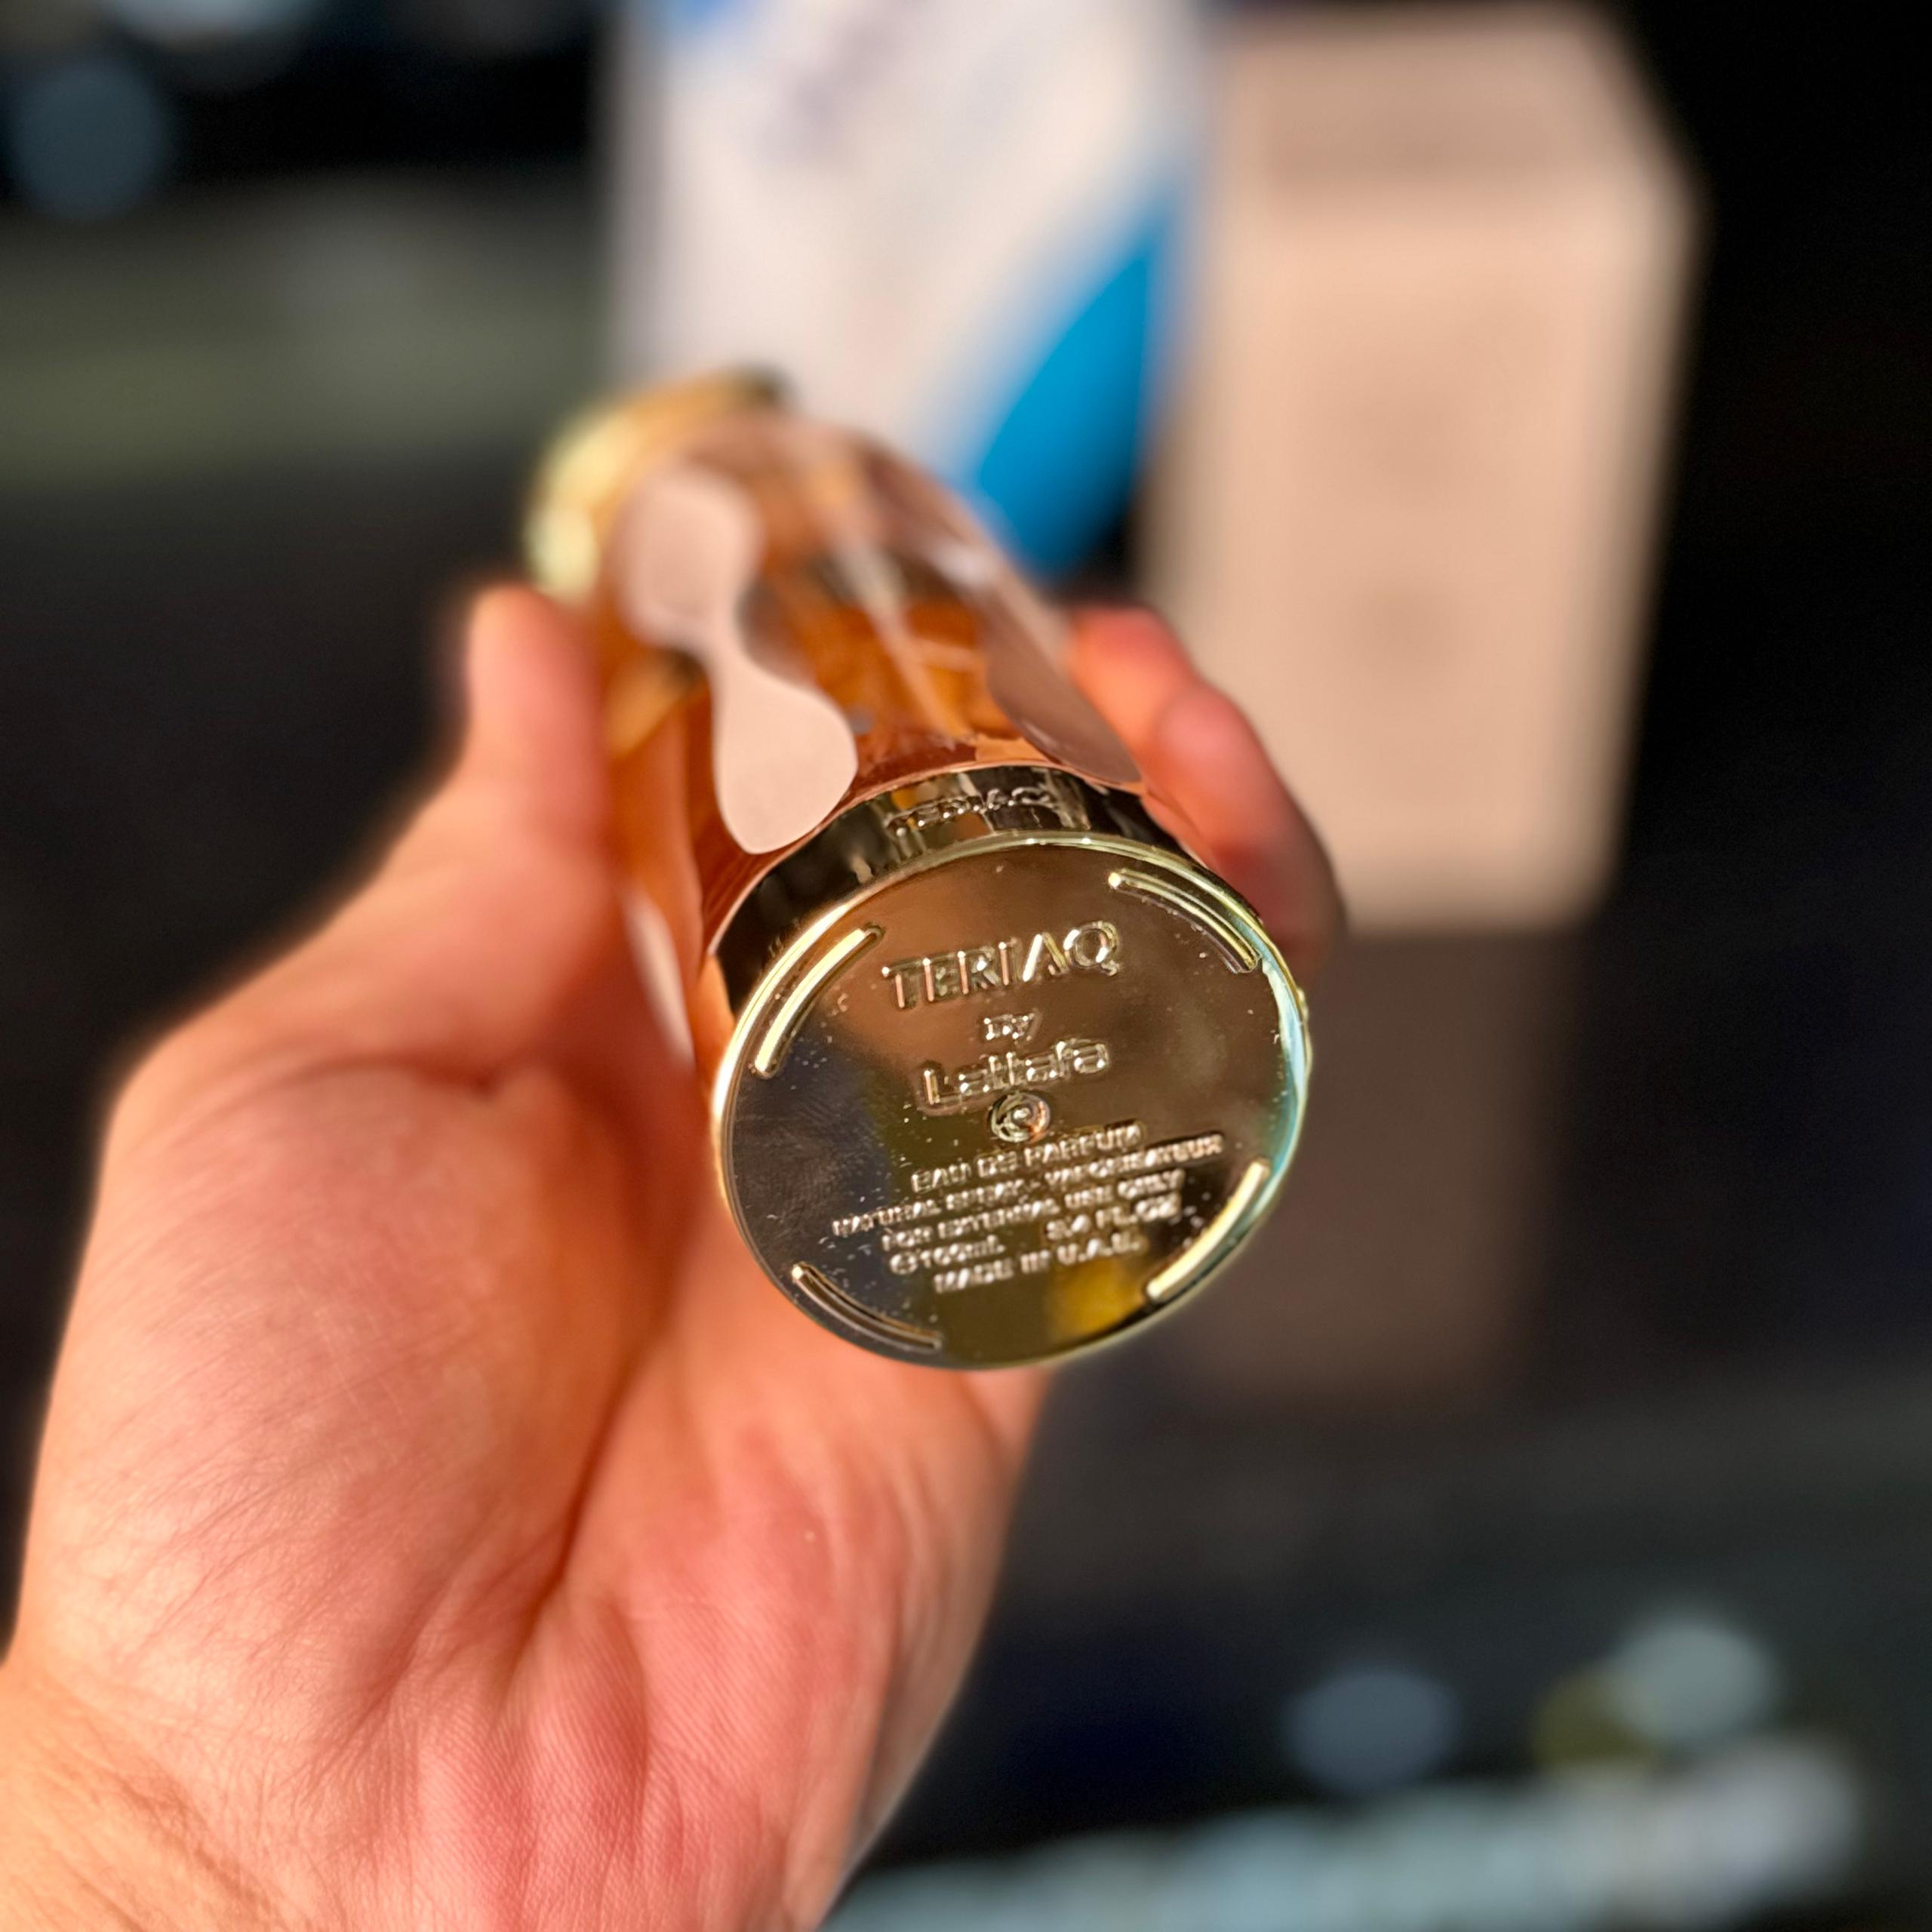 TERIAQ
BY
Lattafa
EAU DE PARFUM
NATURAL SPRAY - VAPORISATEUR
FOR EXTERNAL USE ONLY
℮100ml. 3.4 FL.OZ
MADE IN U.A.E.